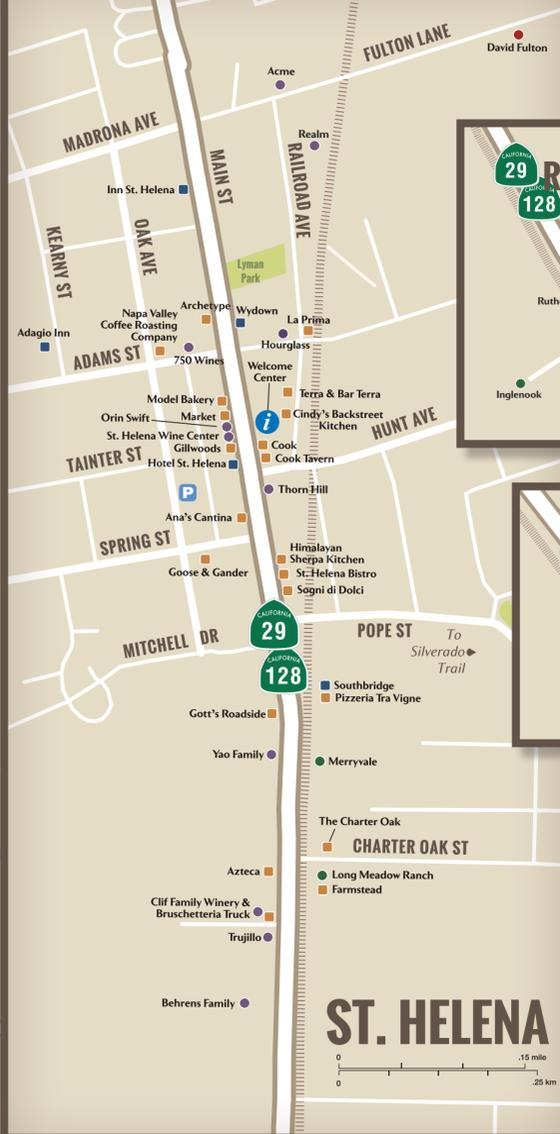 FULTON LANE
David Fulton
Acme
MADRONA AVE
Realm
MAIN ST
RAILROAD AVE
Inn St. Helena
CALIFORNIA
29
CALIFORNIA
128
R
KEARNY ST
OAK AVE
Lyman
Park
Archetype
Wydown
Napa Valley
Coffee Roasting
Company
La Prima
Adagio Inn
Hourglass
750 Wines
ADAMS ST
Welcome
Center
i
Inglenook
Model Bakery
Terra & Bar Terra
Market
Cindy's Backstreet
Kitchen
Orin Swift
St. Helena Wine Center
HUNT AVE
Gillwoods
Cook
TAINTER ST
Hotel St. Helena
Cook Tavern
P
Thorn Hill
Ana's Cantina
SPRING ST
Himalayan
Sherpa Kitchen
Goose & Gander
St. Helena Bistro
Sogni di Dolci
CALIFORNIA
29
POPE ST
To
Silverado
Trail
MITCHELL DR
CALIFORNIA
128
Southbridge
Pizzeria Tra Vigne
Gott's Roadside
Yao Family
Merryvale
The Charter Oak
CHARTER OAK ST
Azteca
Long Meadow Ranch
Farmstead
Clif Family Winery &
Bruschetteria Truck
Trujillo
Behrens Family
ST. HELENA
0 .15 mile
0 .25 km